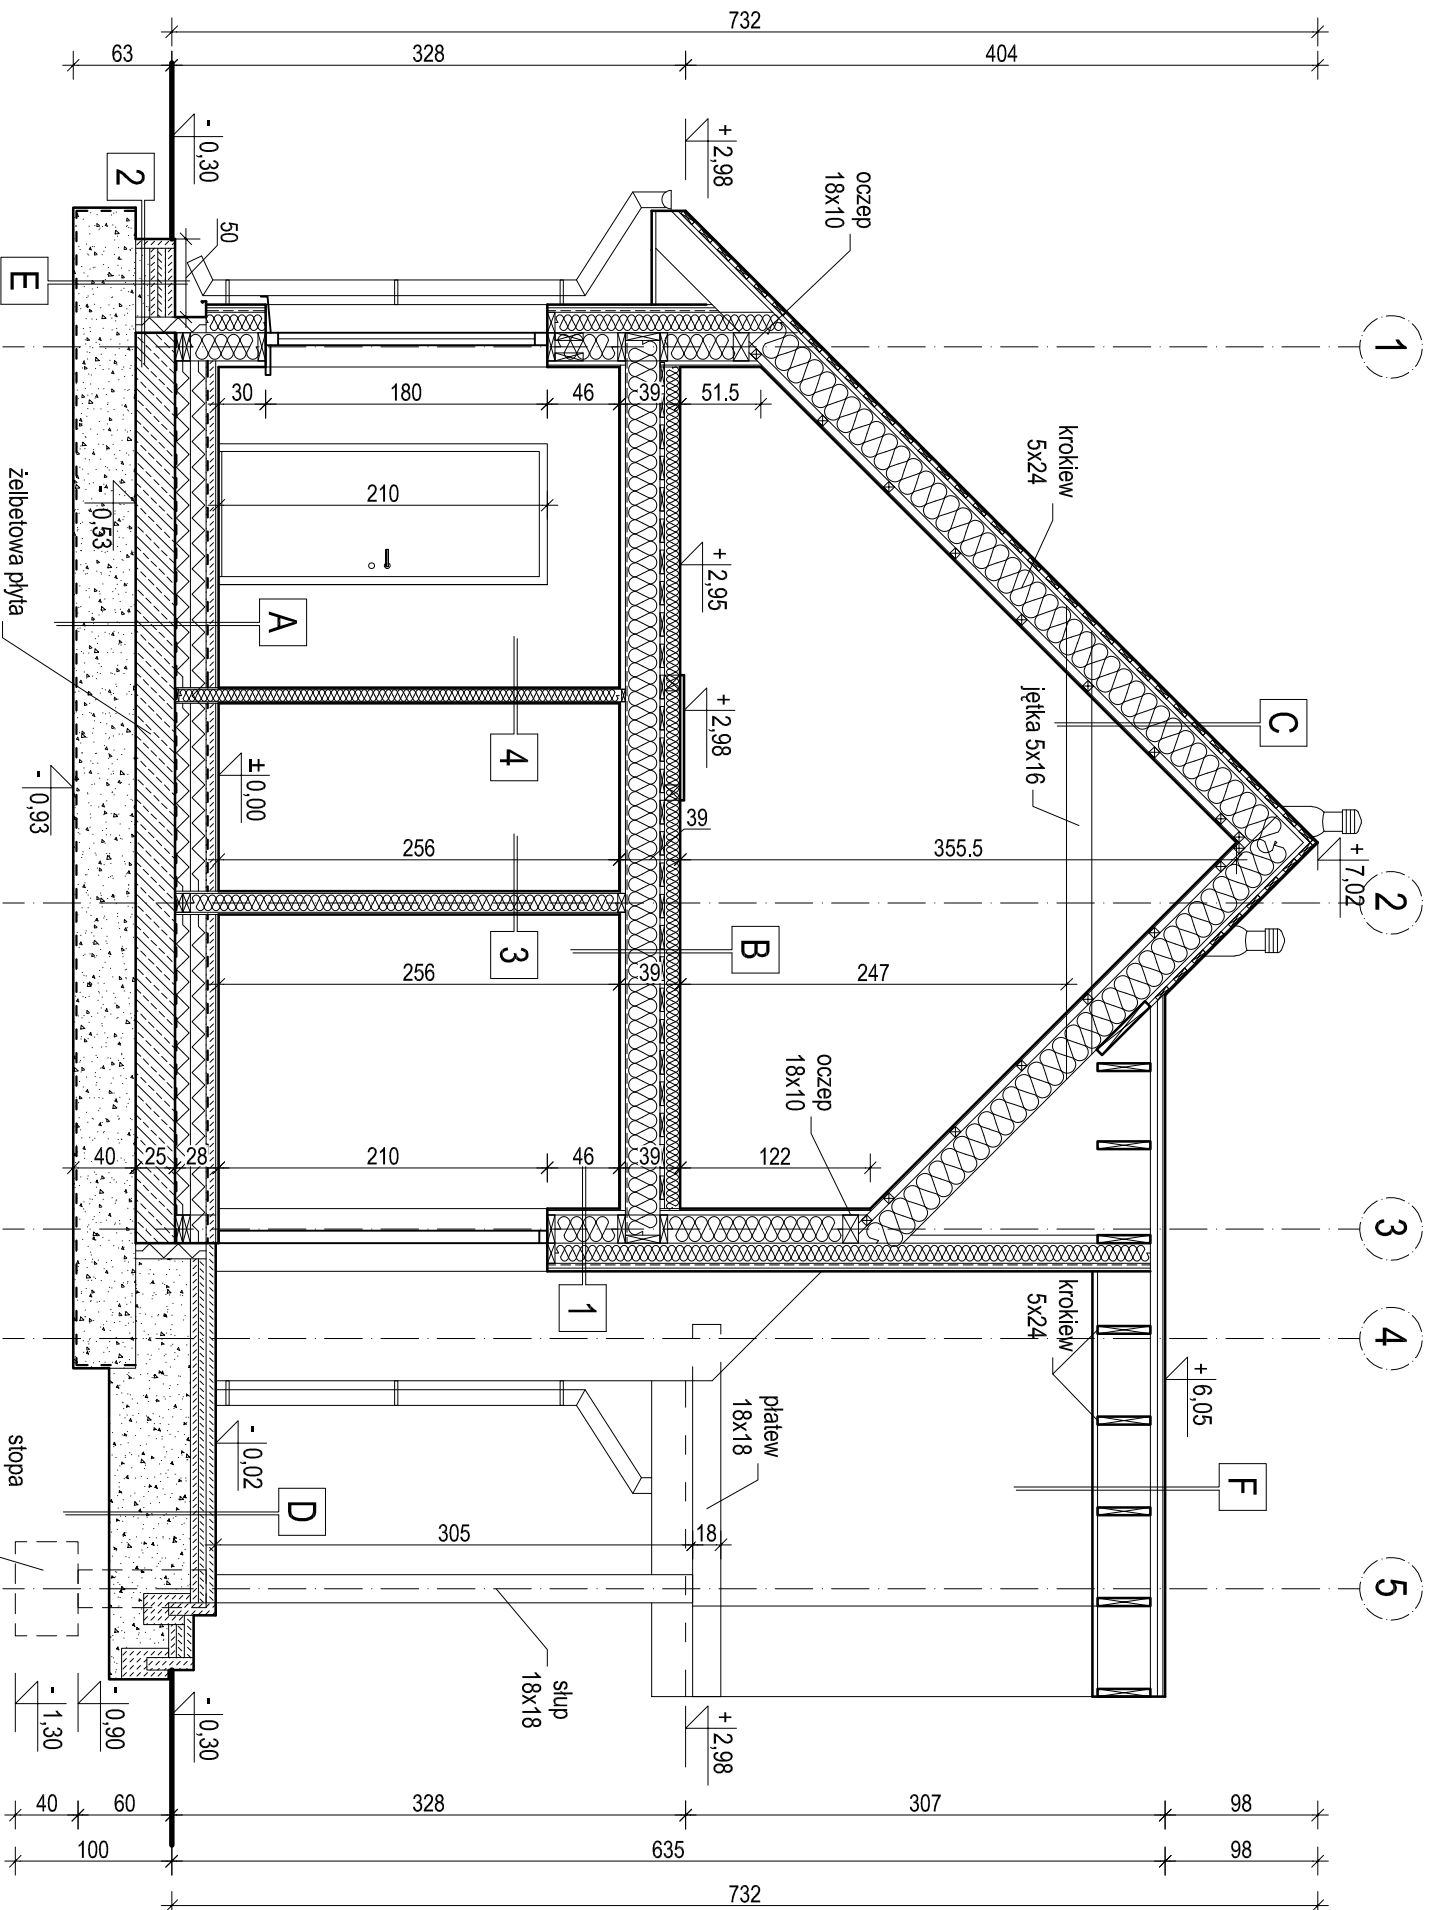 732
63
328
404
- 0,30
+ 2,98
2
50
E
oczep
18x10
1
30
180
46
39
51.5
krokiew
5x24
210
- 0,53
żelbetowa płyta
+ 2,95
A
+ 2,98
jętka 5x16
C
4
± 0,00
- 0,93
39
+ 7,02
256
355.5
2
3
B
256
39
247
oczep
18x10
40
25
28
210
46
39
122
3
1
krokiew
5x24
4
+ 6,05
płatew
18x18
- 0,02
stopa
F
D
305
18
5
słup
18x18
- 1,30
- 0,90
- 0,30
+ 2,98
40
60
328
307
98
100
635
98
732